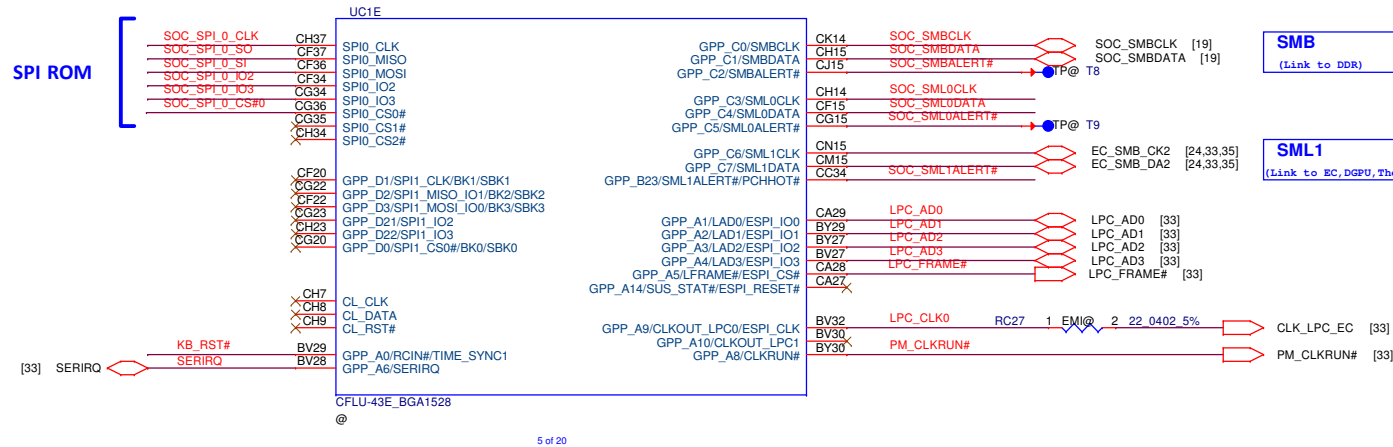 UC1E
SPI ROM
SOC_SPI_0_CLK CH37 SPI0_CLK
SOC_SPI_0_SO CF37 SPI0_MISO
SOC_SPI_0_SI CF36 SPI0_MOSI
SOC_SPI_0_IO2 CF34 SPI0_IO2
SOC_SPI_0_IO3 CG34 SPI0_IO3
SOC_SPI_0_CS#0 CG36 SPI0_CS0#
CG35 SPI0_CS1#
CH34 SPI0_CS2#
CF20 GPP_D1/SPI1_CLK/BK1/SBK1
CG22 GPP_D2/SPI1_MISO_IO1/BK2/SBK2
CF22 GPP_D3/SPI1_MOSI_IO0/BK3/SBK3
CG23 GPP_D21/SPI1_IO2
CH23 GPP_D22/SPI1_IO3
CG20 GPP_D0/SPI1_CS0#/BK0/SBK0
CH7 CL_CLK
CH8 CL_DATA
CH9 CL_RST#
KB_RST# BV29 GPP_A0/RCIN#/TIME_SYNC1
[33] SERIRQ SERIRQ BV28 GPP_A6/SERIRQ
GPP_C0/SMBCLK CK14 SOC_SMBCLK SOC_SMBCLK [19]
GPP_C1/SMBDATA CH15 SOC_SMBDATA SOC_SMBDATA [19]
GPP_C2/SMBALERT# CJ15 SOC_SMBALERT# TP@ T8
GPP_C3/SML0CLK CH14 SOC_SML0CLK
GPP_C4/SML0DATA CF15 SOC_SML0DATA
GPP_C5/SML0ALERT# CG15 SOC_SML0ALERT# TP@ T9
GPP_C6/SML1CLK CN15 EC_SMB_CK2 [24,33,35]
GPP_C7/SML1DATA CM15 EC_SMB_DA2 [24,33,35]
GPP_B23/SML1ALERT#/PCHHOT# CC34 SOC_SML1ALERT#
GPP_A1/LAD0/ESPI_IO0 CA29 LPC_AD0 LPC_AD0 [33]
GPP_A2/LAD1/ESPI_IO1 BY29 LPC_AD1 LPC_AD1 [33]
GPP_A3/LAD2/ESPI_IO2 BY27 LPC_AD2 LPC_AD2 [33]
GPP_A4/LAD3/ESPI_IO3 BV27 LPC_AD3 LPC_AD3 [33]
GPP_A5/LFRAME#/ESPI_CS# CA28 LPC_FRAME# LPC_FRAME# [33]
GPP_A14/SUS_STAT#/ESPI_RESET# CA27
GPP_A9/CLKOUT_LPC0/ESPI_CLK BV32 LPC_CLK0 RC27 1 EMI@ 2 22_0402_5% CLK_LPC_EC [33]
GPP_A10/CLKOUT_LPC1 BV30
GPP_A8/CLKRUN# BY30 PM_CLKRUN# PM_CLKRUN# [33]
SMB
(Link to DDR)
SML1
(Link to EC,DGPU,The
CFLU-43E_BGA1528
@
5 of 20